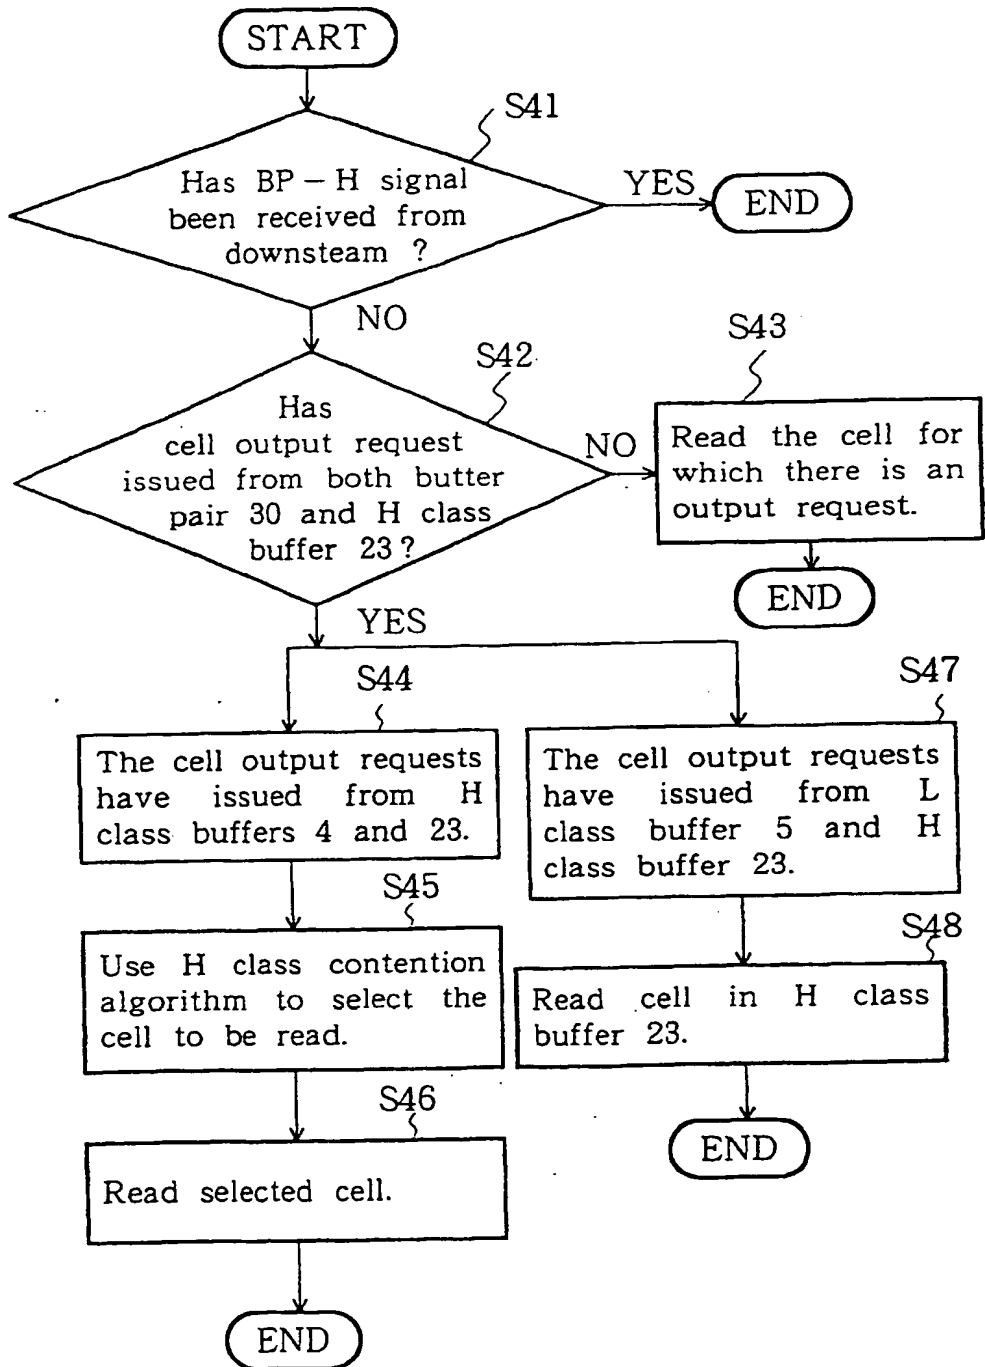 START
S41
Has BP-H signal
been received from
downsteam ?
YES
END
NO
S42
Has
cell output request
issued from both butter
pair 30 and H class
buffer 23?
NO
S43
Read the cell for
which there is an
output request.
END
YES
S44
The cell output requests
have issued from H
class buffers 4 and 23.
S45
Use H class contention
algorithm to select the
cell to be read.
S46
Read selected cell.
END
S47
The cell output requests
have issued from L
class buffer 5 and H
class buffer 23.
S48
Read cell in H class
buffer 23.
END